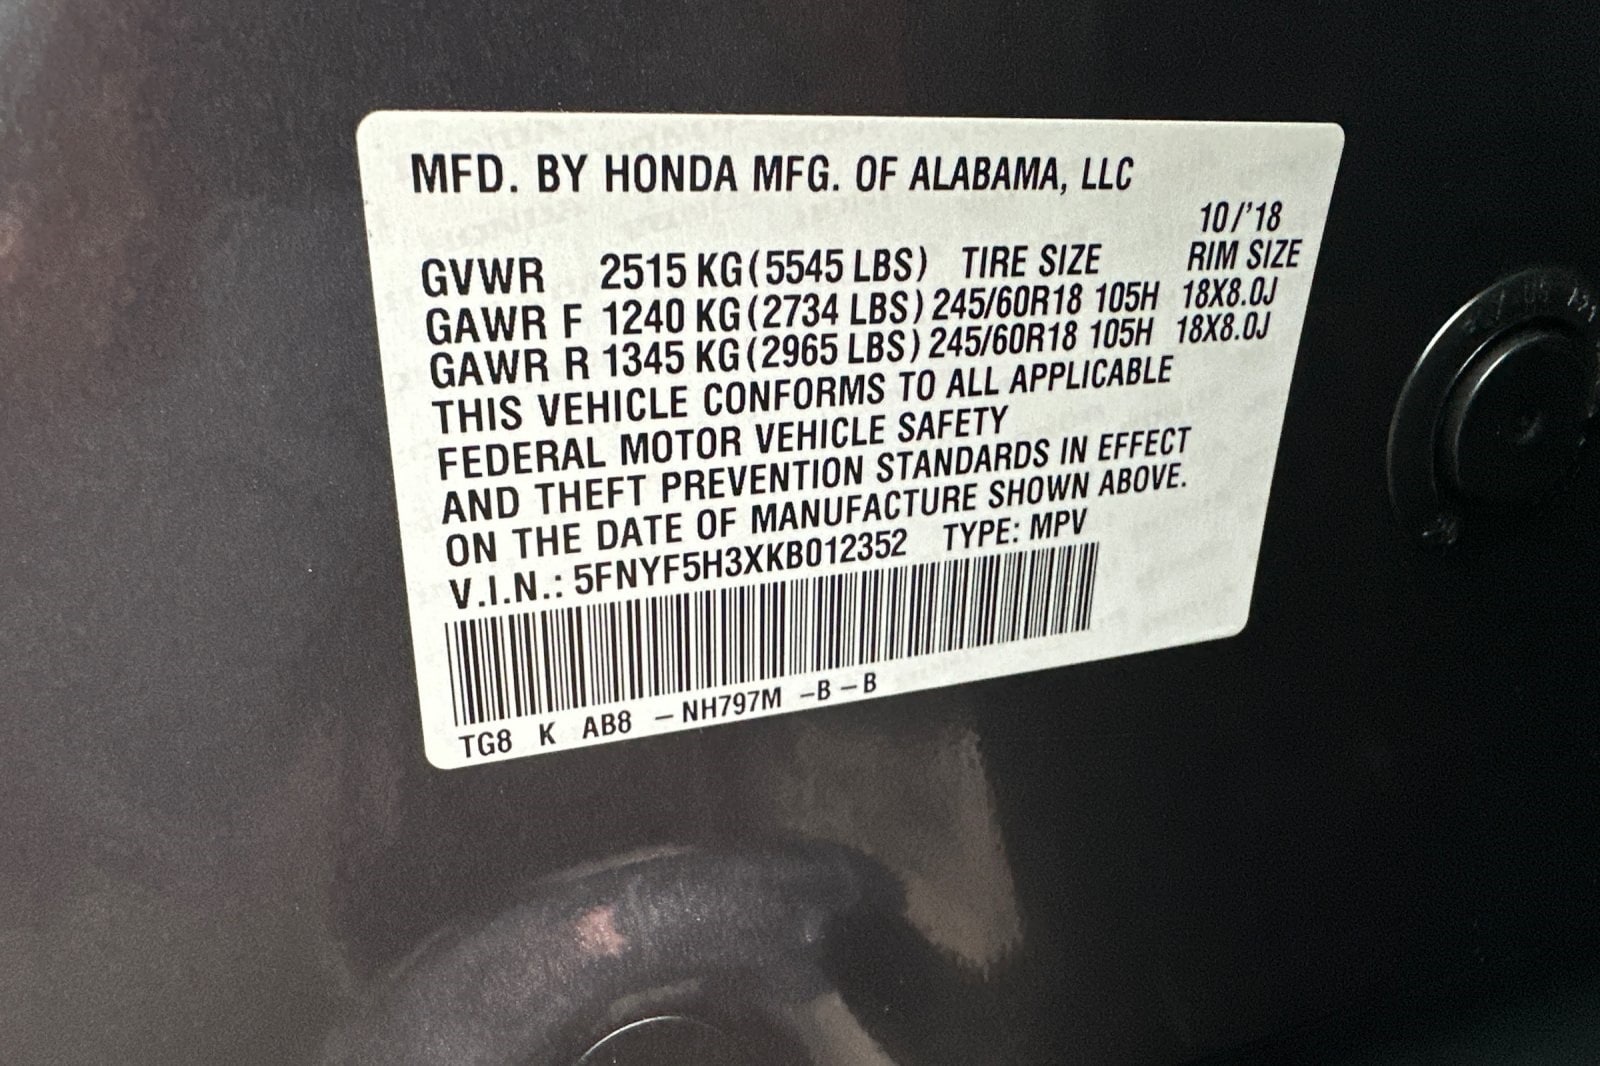 MFD. BY HONDA MFG. OF ALABAMA, LLC
10/'18
GVWR 2515 KG (5545 LBS) TIRE SIZE RIM SIZE
GAWR F 1240 KG (2734 LBS) 245/60R18 105H 18X8.0J
GAWR R 1345 KG (2965 LBS) 245/60R18 105H 18X8.0J
THIS VEHICLE CONFORMS TO ALL APPLICABLE
FEDERAL MOTOR VEHICLE SAFETY
AND THEFT PREVENTION STANDARDS IN EFFECT
ON THE DATE OF MANUFACTURE SHOWN ABOVE.
V.I.N.: 5FNYF5H3XKB012352 TYPE: MPV
TG8 K AB8 -NH797M -B-B